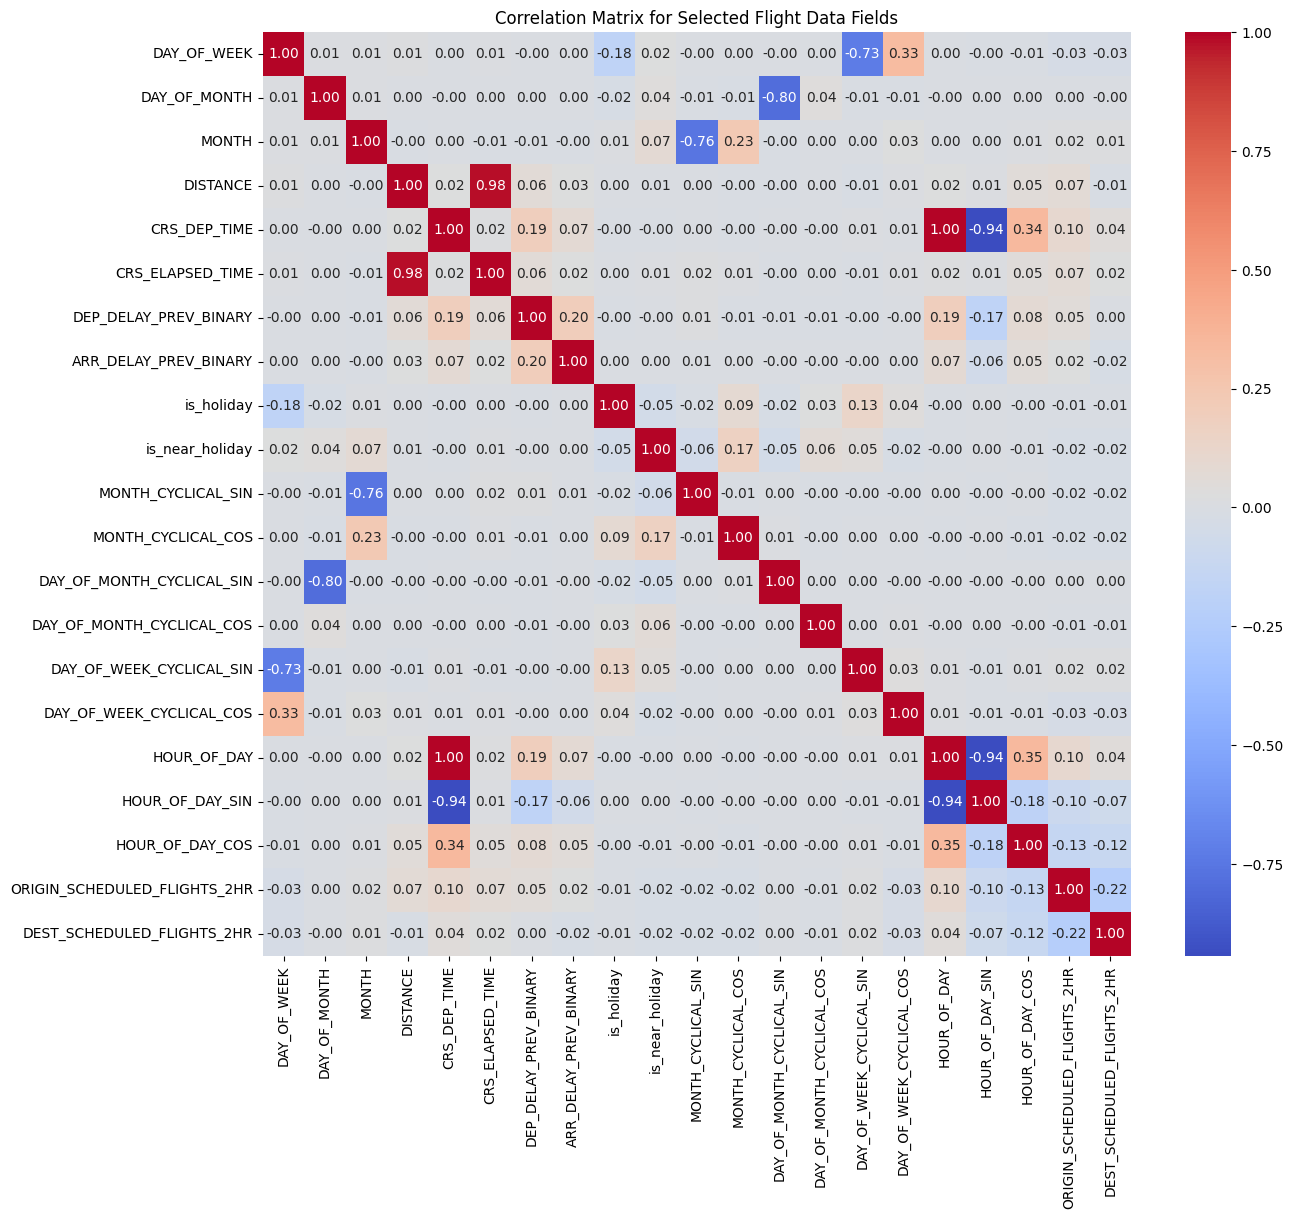 Correlation Matrix for Selected Flight Data Fields
DAY_OF_WEEK 1.00 0.01 0.01 0.01 0.00 0.01 -0.00 0.00 -0.18 0.02 -0.00 0.00 -0.00 0.00 -0.73 0.33 0.00 -0.00 -0.01 -0.03 -0.03
DAY_OF_MONTH 0.01 1.00 0.01 0.00 -0.00 0.00 0.00 0.00 -0.02 0.04 -0.01 -0.01 -0.80 0.04 -0.01 -0.01 -0.00 0.00 0.00 0.00 -0.00
MONTH 0.01 0.01 1.00 -0.00 0.00 -0.01 -0.01 -0.00 0.01 0.07 -0.76 0.23 -0.00 0.00 0.00 0.03 0.00 0.00 0.01 0.02 0.01
DISTANCE 0.01 0.00 -0.00 1.00 0.02 0.98 0.06 0.03 0.00 0.01 0.00 -0.00 -0.00 0.00 -0.01 0.01 0.02 0.01 0.05 0.07 -0.01
CRS_DEP_TIME 0.00 -0.00 0.00 0.02 1.00 0.02 0.19 0.07 -0.00 -0.00 0.00 -0.00 -0.00 0.00 0.01 0.01 1.00 -0.94 0.34 0.10 0.04
CRS_ELAPSED_TIME 0.01 0.00 -0.01 0.98 0.02 1.00 0.06 0.02 0.00 0.01 0.02 0.01 -0.00 0.00 -0.01 0.01 0.02 0.01 0.05 0.07 0.02
DEP_DELAY_PREV_BINARY -0.00 0.00 -0.01 0.06 0.19 0.06 1.00 0.20 -0.00 -0.00 0.01 -0.01 -0.01 -0.01 -0.00 -0.00 0.19 -0.17 0.08 0.05 0.00
ARR_DELAY_PREV_BINARY 0.00 0.00 -0.00 0.03 0.07 0.02 0.20 1.00 0.00 0.00 0.01 0.00 -0.00 -0.00 -0.00 0.00 0.07 -0.06 0.05 0.02 -0.02
is_holiday -0.18 -0.02 0.01 0.00 -0.00 0.00 -0.00 0.00 1.00 -0.05 -0.02 0.09 -0.02 0.03 0.13 0.04 -0.00 0.00 -0.00 -0.01 -0.01
is_near_holiday 0.02 0.04 0.07 0.01 -0.00 0.01 -0.00 0.00 -0.05 1.00 -0.06 0.17 -0.05 0.06 0.05 -0.02 -0.00 0.00 -0.01 -0.02 -0.02
MONTH_CYCLICAL_SIN -0.00 -0.01 -0.76 0.00 0.00 0.02 0.01 0.01 -0.02 -0.06 1.00 -0.01 0.00 -0.00 -0.00 0.00 0.00 -0.00 -0.00 -0.02 -0.02
MONTH_CYCLICAL_COS 0.00 -0.01 0.23 -0.00 -0.00 0.01 -0.01 0.00 0.09 0.17 -0.01 1.00 0.01 -0.00 0.00 0.00 -0.00 0.00 -0.01 -0.02 -0.02
DAY_OF_MONTH_CYCLICAL_SIN -0.00 -0.80 -0.00 -0.00 -0.00 -0.00 -0.01 -0.00 -0.02 -0.05 0.00 0.01 1.00 0.00 0.00 -0.00 0.00 -0.00 -0.00 0.00 0.00
DAY_OF_MONTH_CYCLICAL_COS 0.00 0.04 0.00 0.00 0.00 0.00 -0.01 -0.00 0.03 0.06 -0.00 -0.00 0.00 1.00 0.00 0.01 -0.00 -0.00 -0.00 -0.01 -0.01
DAY_OF_WEEK_CYCLICAL_SIN -0.73 -0.01 0.00 -0.01 0.01 -0.01 -0.00 -0.00 0.13 0.05 -0.00 0.00 0.00 0.00 1.00 0.03 0.01 -0.01 0.01 0.02 0.02
DAY_OF_WEEK_CYCLICAL_COS 0.33 -0.01 0.03 0.01 0.01 0.01 -0.00 0.00 0.04 -0.02 0.00 0.00 -0.00 0.01 0.03 1.00 0.01 -0.01 -0.01 -0.03 -0.03
HOUR_OF_DAY 0.00 -0.00 0.00 0.02 1.00 0.02 0.19 0.07 -0.00 -0.00 0.00 -0.00 0.00 -0.00 0.01 0.01 1.00 -0.94 0.35 0.10 0.04
HOUR_OF_DAY_SIN -0.00 0.00 0.00 0.01 -0.94 0.01 -0.17 -0.06 0.00 0.00 -0.00 0.00 -0.00 -0.00 -0.01 -0.01 -0.94 1.00 -0.18 -0.10 -0.07
HOUR_OF_DAY_COS -0.01 0.00 0.01 0.05 0.34 0.05 0.08 0.05 -0.00 -0.01 -0.00 -0.01 -0.00 -0.00 0.01 -0.01 0.35 -0.18 1.00 -0.13 -0.12
ORIGIN_SCHEDULED_FLIGHTS_2HR -0.03 0.00 0.02 0.07 0.10 0.07 0.05 0.02 -0.01 -0.02 -0.02 -0.02 0.00 -0.01 0.02 -0.03 0.10 -0.10 -0.13 1.00 -0.22
DEST_SCHEDULED_FLIGHTS_2HR -0.03 -0.00 0.01 -0.01 0.04 0.02 0.00 -0.02 -0.01 -0.02 -0.02 -0.02 0.00 -0.01 0.02 -0.03 0.04 -0.07 -0.12 -0.22 1.00
DAY_OF_WEEK
DAY_OF_MONTH
MONTH
DISTANCE
CRS_DEP_TIME
CRS_ELAPSED_TIME
DEP_DELAY_PREV_BINARY
ARR_DELAY_PREV_BINARY
is_holiday
is_near_holiday
MONTH_CYCLICAL_SIN
MONTH_CYCLICAL_COS
DAY_OF_MONTH_CYCLICAL_SIN
DAY_OF_MONTH_CYCLICAL_COS
DAY_OF_WEEK_CYCLICAL_SIN
DAY_OF_WEEK_CYCLICAL_COS
HOUR_OF_DAY
HOUR_OF_DAY_SIN
HOUR_OF_DAY_COS
ORIGIN_SCHEDULED_FLIGHTS_2HR
DEST_SCHEDULED_FLIGHTS_2HR
1.00
0.75
0.50
0.25
0.00
−0.25
−0.50
−0.75